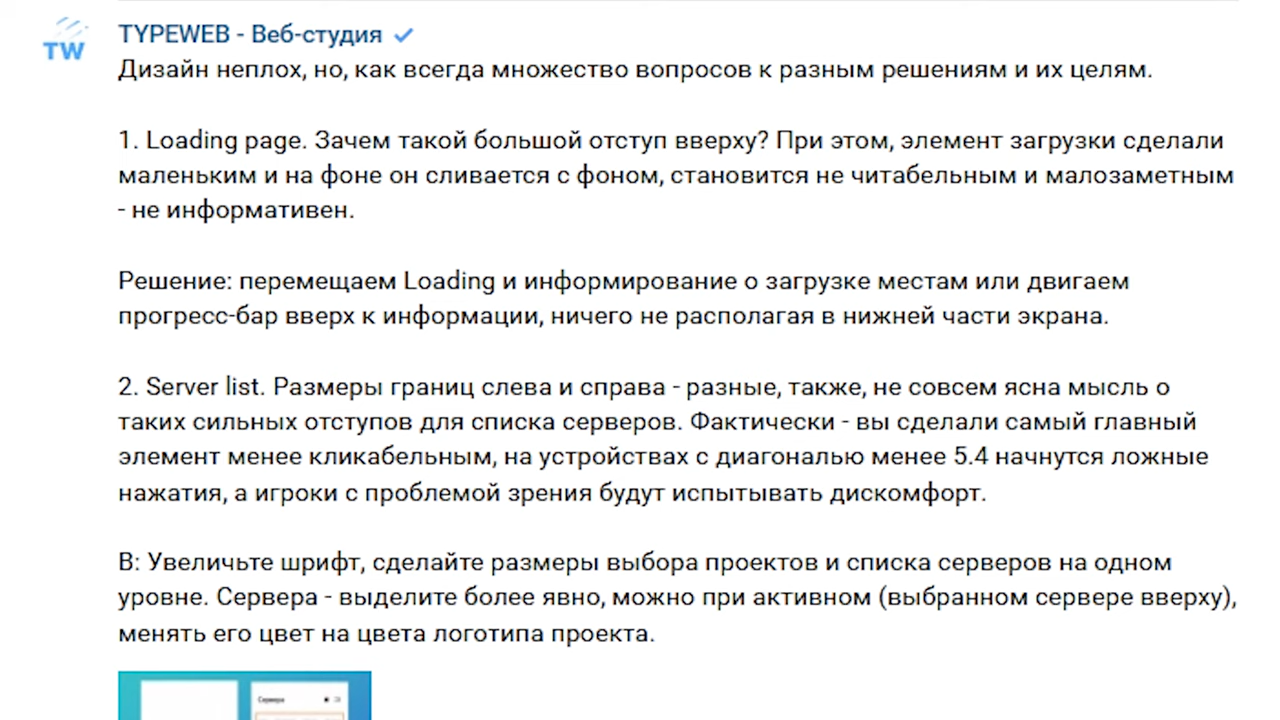 TW
TYPEWEB - Веб-студия
Дизайн неплох, но, как всегда множество вопросов к разным решениям и их целям.
1. Loading page. Зачем такой большой отступ вверху? При этом, элемент загрузки сделали
маленьким и на фоне он сливается с фоном, становится не читабельным и малозаметным
- не информативен.
Решение: перемещаем Loading и информирование о загрузке местам или двигаем
прогресс-бар вверх к информации, ничего не располагая в нижней части экрана.
2. Server list. Размеры границ слева и справа - разные, также, не совсем ясна мысль о
таких сильных отступов для списка серверов. Фактически - вы сделали самый главный
элемент менее кликабельным, на устройствах с диагональю менее 5.4 начнутся ложные
нажатия, а игроки с проблемой зрения будут испытывать дискомфорт.
В: Увеличьте шрифт, сделайте размеры выбора проектов и списка серверов на одном
уровне. Сервера - выделите более явно, можно при активном (выбранном сервере вверху),
менять его цвет на цвета логотипа проекта.
Сервера